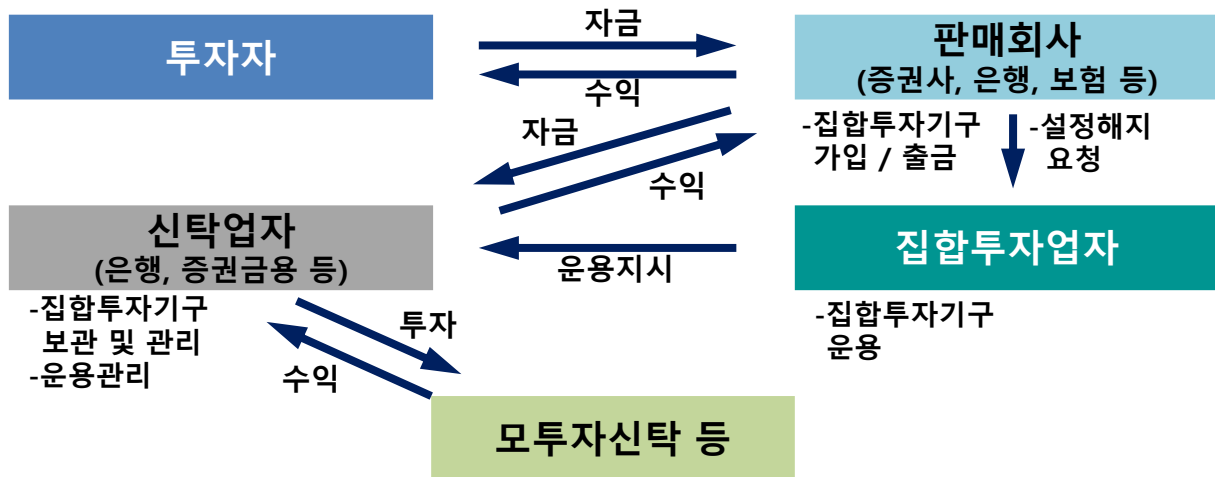 투자자
자금
수익
판매회사
(증권사, 은행, 보험 등)
자금
수익
-집합투자기구
가입 / 출금
-설정해지
요청
신탁업자
(은행, 증권금용 등)
운용지시
집합투자업자
-집합투자기구
보관 및 관리
-운용관리
투자
수익
-집합투자기구
운용
모투자신탁 등